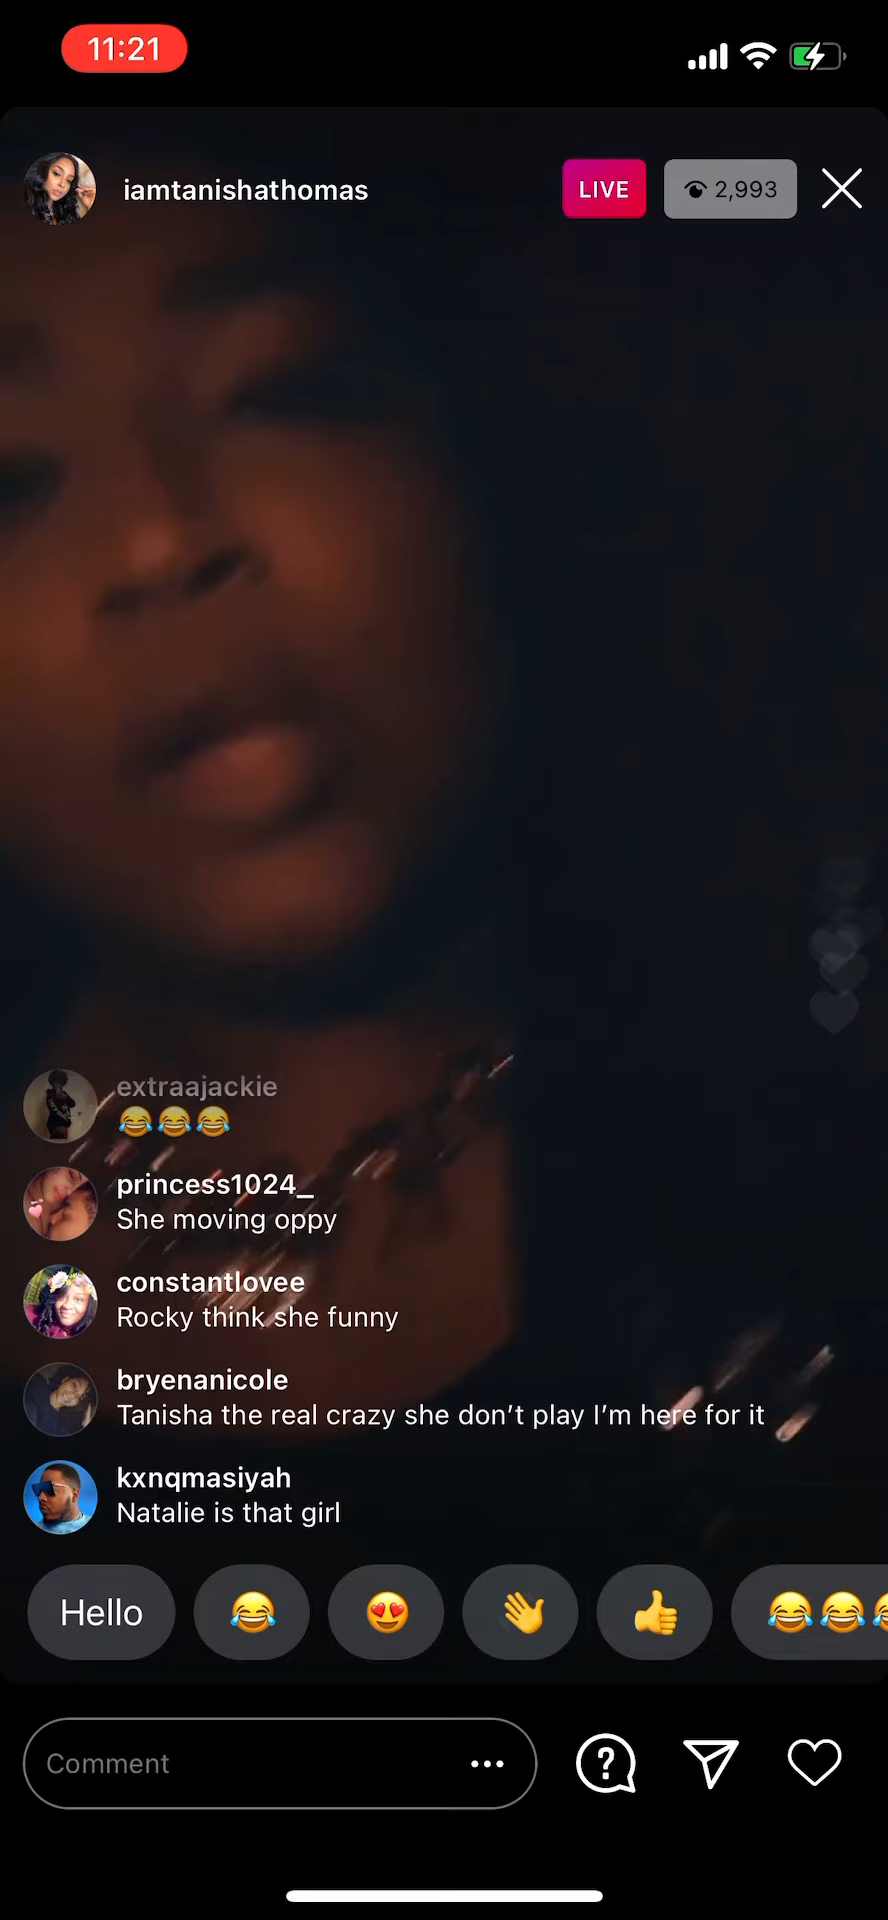 11:21
iamtanishathomas
LIVE
2,993
extraajackie
😂😂😂
princess1024_
She moving oppy
constantlovee
Rocky think she funny
bryenanicole
Tanisha the real crazy she don’t play I’m here for it
kxnqmasiyah
Natalie is that girl
Hello
Comment